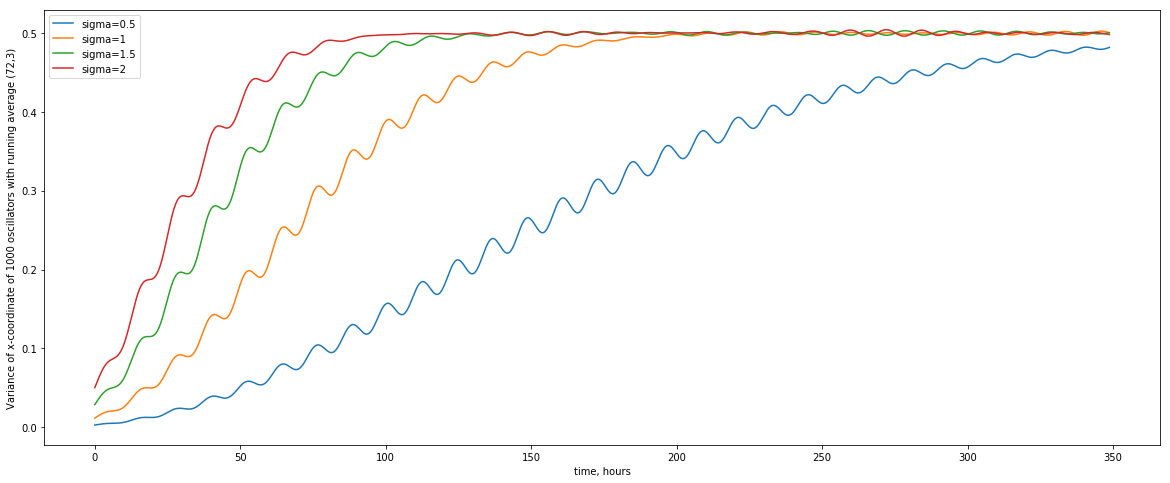 Variance of x-coordinate of 1000 oscillators with running average (72,3)
0.5
0.4
0.3
0.2
0.1
0.0
sigma=0.5
sigma=1
sigma=1.5
sigma=2
0 50 100 150 200 250 300 350
time, hours